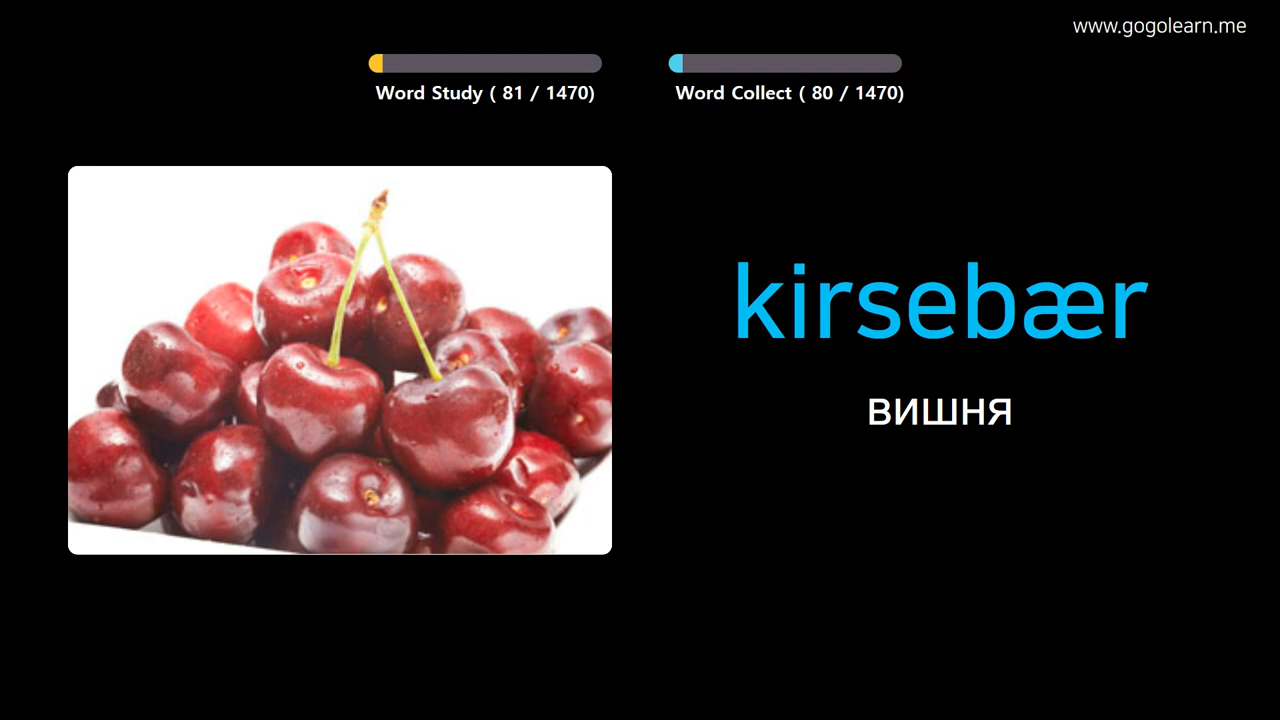 www.gogolearn.me
Word Study ( 81 / 1470)
Word Collect ( 80 / 1470)
kirsebær
вишня